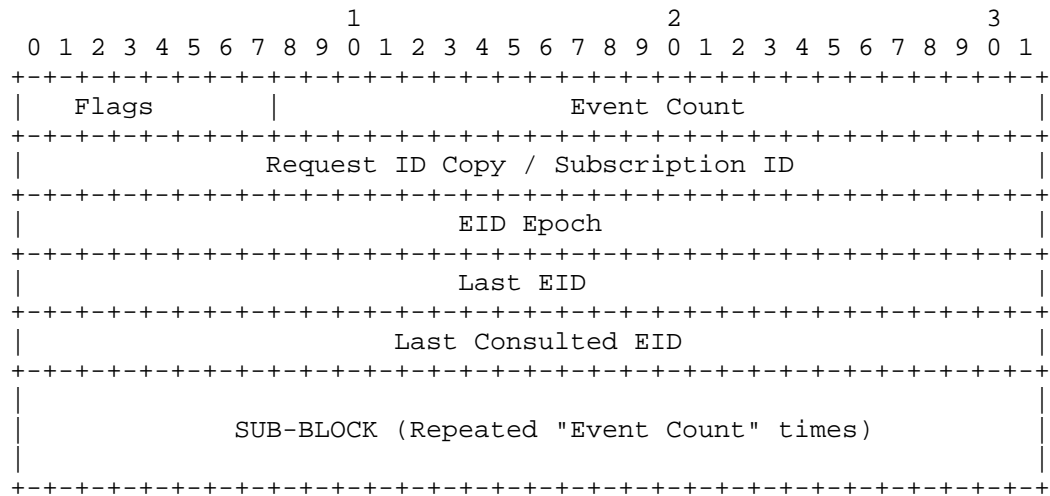 1                   2                   3
 0 1 2 3 4 5 6 7 8 9 0 1 2 3 4 5 6 7 8 9 0 1 2 3 4 5 6 7 8 9 0 1
+-+-+-+-+-+-+-+-+-+-+-+-+-+-+-+-+-+-+-+-+-+-+-+-+-+-+-+-+-+-+-+-+
|   Flags       |                  Event Count                  |
+-+-+-+-+-+-+-+-+-+-+-+-+-+-+-+-+-+-+-+-+-+-+-+-+-+-+-+-+-+-+-+-+
|               Request ID Copy / Subscription ID               |
+-+-+-+-+-+-+-+-+-+-+-+-+-+-+-+-+-+-+-+-+-+-+-+-+-+-+-+-+-+-+-+-+
|                           EID Epoch                           |
+-+-+-+-+-+-+-+-+-+-+-+-+-+-+-+-+-+-+-+-+-+-+-+-+-+-+-+-+-+-+-+-+
|                           Last EID                            |
+-+-+-+-+-+-+-+-+-+-+-+-+-+-+-+-+-+-+-+-+-+-+-+-+-+-+-+-+-+-+-+-+
|                       Last Consulted EID                      |
+-+-+-+-+-+-+-+-+-+-+-+-+-+-+-+-+-+-+-+-+-+-+-+-+-+-+-+-+-+-+-+-+
|                                                               |
|             SUB-BLOCK (Repeated "Event Count" times)          |
|                                                               |
+-+-+-+-+-+-+-+-+-+-+-+-+-+-+-+-+-+-+-+-+-+-+-+-+-+-+-+-+-+-+-+-+